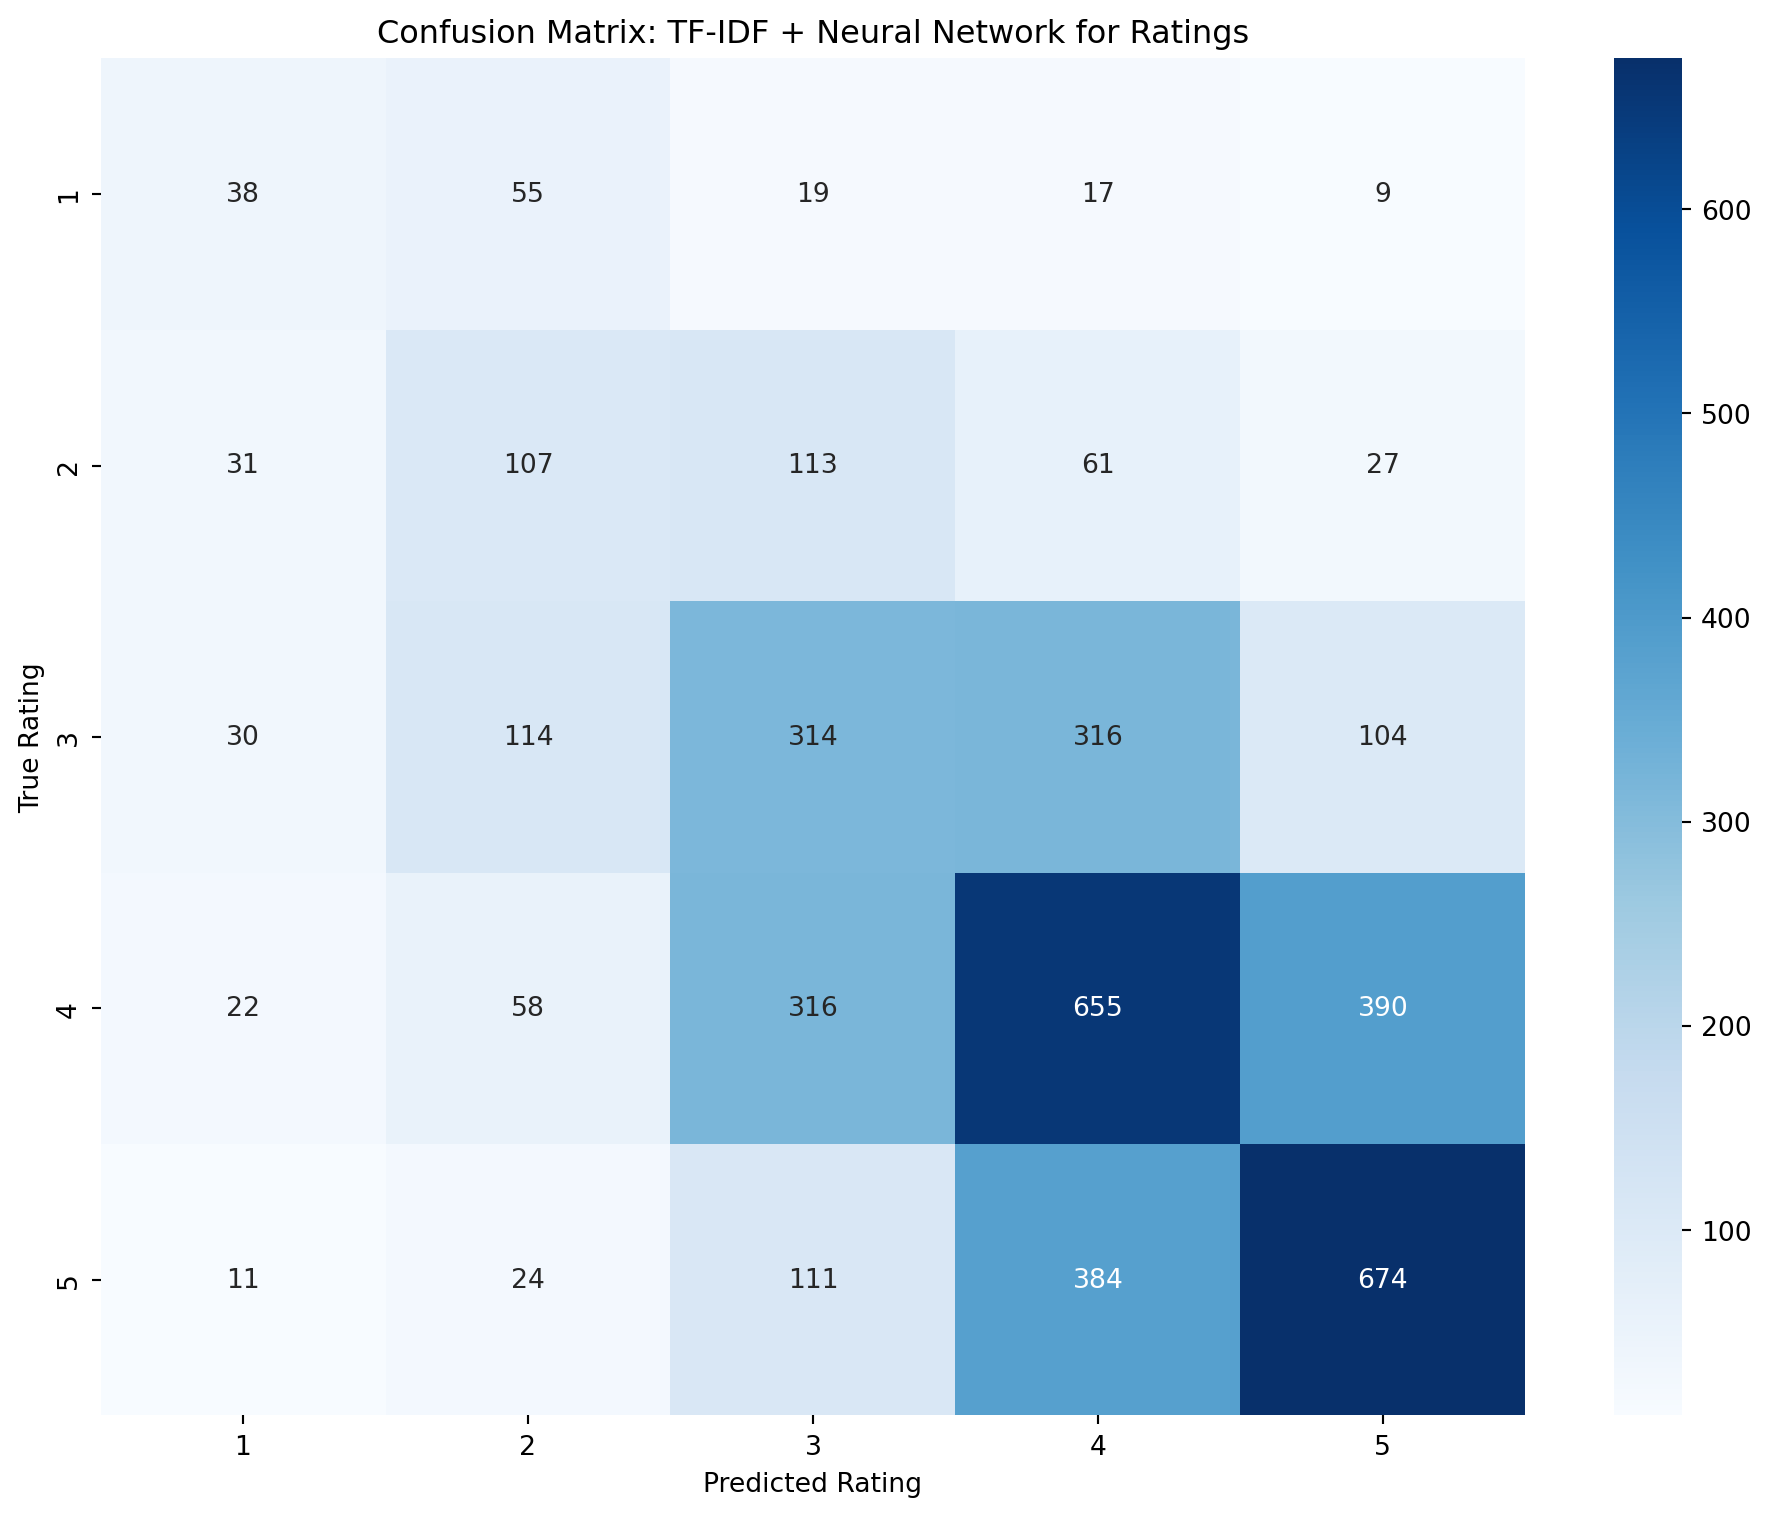 Confusion Matrix: TF-IDF + Neural Network for Ratings
1 38 55 19 17 9
2 31 107 113 61 27
3 30 114 314 316 104
4 22 58 316 655 390
5 11 24 111 384 674
1 2 3 4 5
Predicted Rating
True Rating
600
500
400
300
200
100